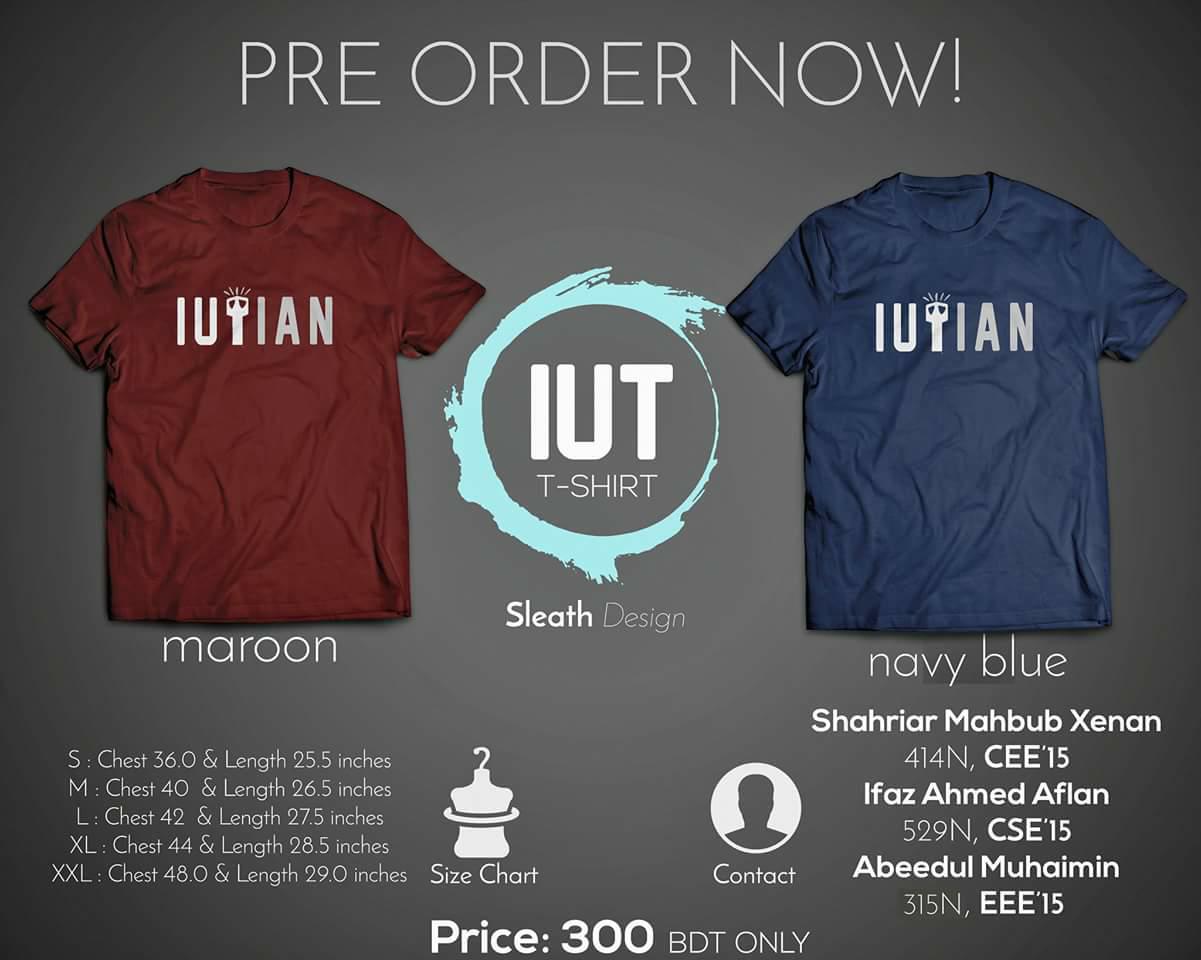 PRE ORDER NOW!
IUTIAN
IUTIAN
IUT
T-SHIRT
Sleath Design
maroon
navy blue
S : Chest 36.0 & Length 25.5 inches
M : Chest 40 & Length 26.5 inches
L : Chest 42 & Length 27.5 inches
XL : Chest 44 & Length 28.5 inches
XXL : Chest 48.0 & Length 29.0 inches
Size Chart
Contact
Shahriar Mahbub Xenan
414N, CEE'15
Ifaz Ahmed Aflan
529N, CSE'15
Abeedul Muhaimin
315N, EEE'15
Price: 300 BDT ONLY